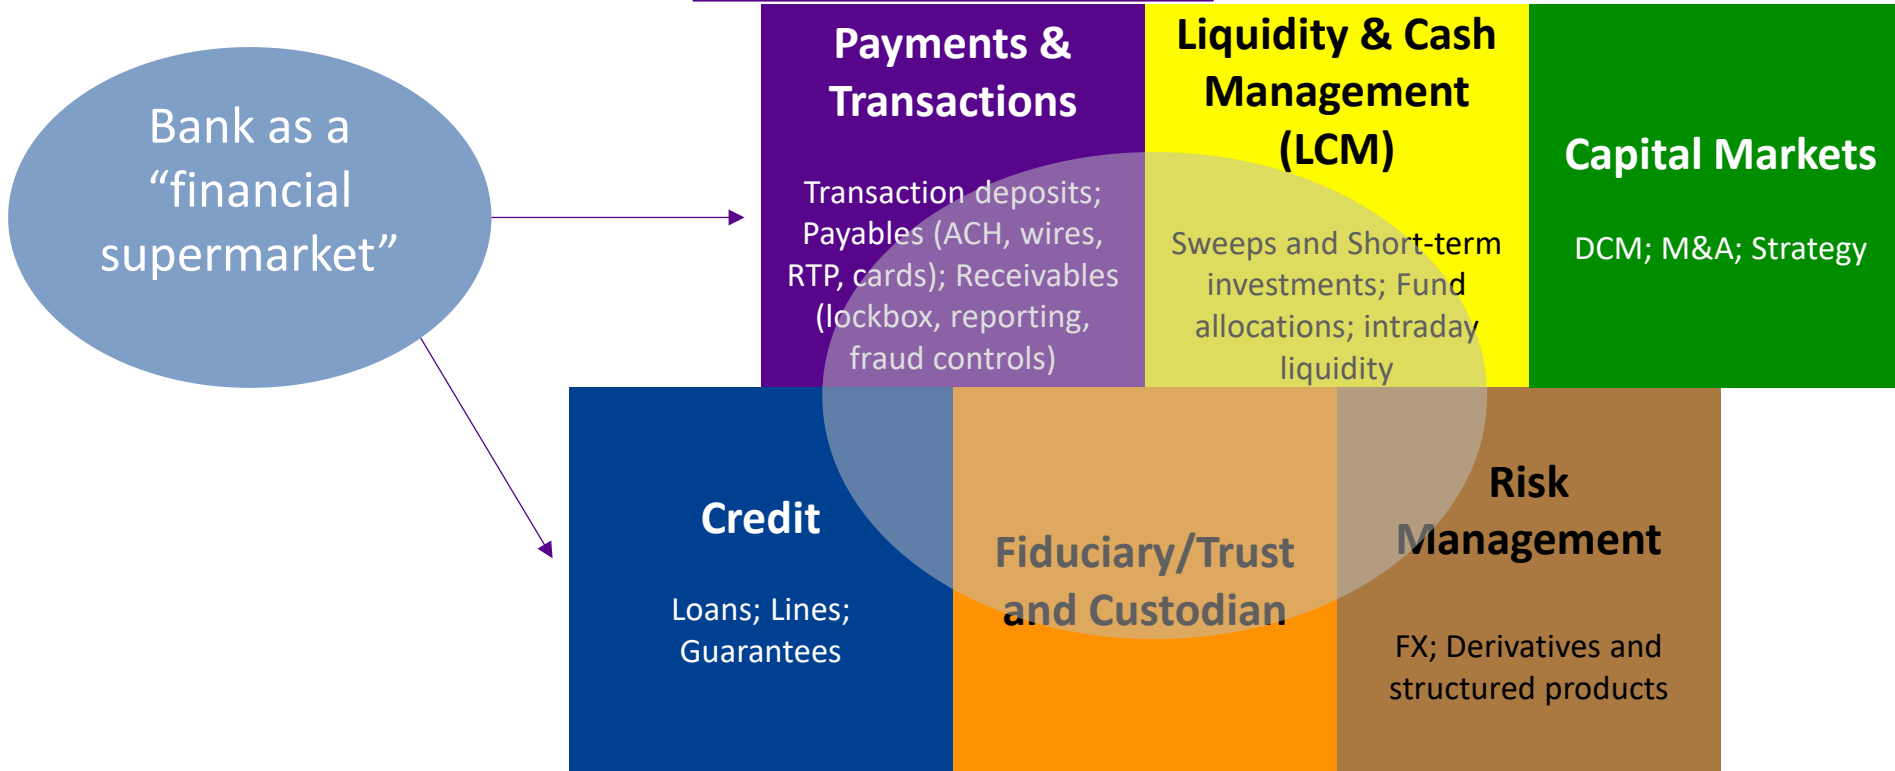 Bank as a
“financial
supermarket”
Payments &
Transactions
Transaction deposits;
Payables (ACH, wires,
RTP, cards); Receivables
(lockbox, reporting,
fraud controls)
Liquidity & Cash
Management
(LCM)
Sweeps and Short-term
investments; Fund
allocations; intraday
liquidity
Capital Markets
DCM; M&A; Strategy
Credit
Loans; Lines;
Guarantees
Fiduciary/Trust
and Custodian
Risk
Management
FX; Derivatives and
structured products